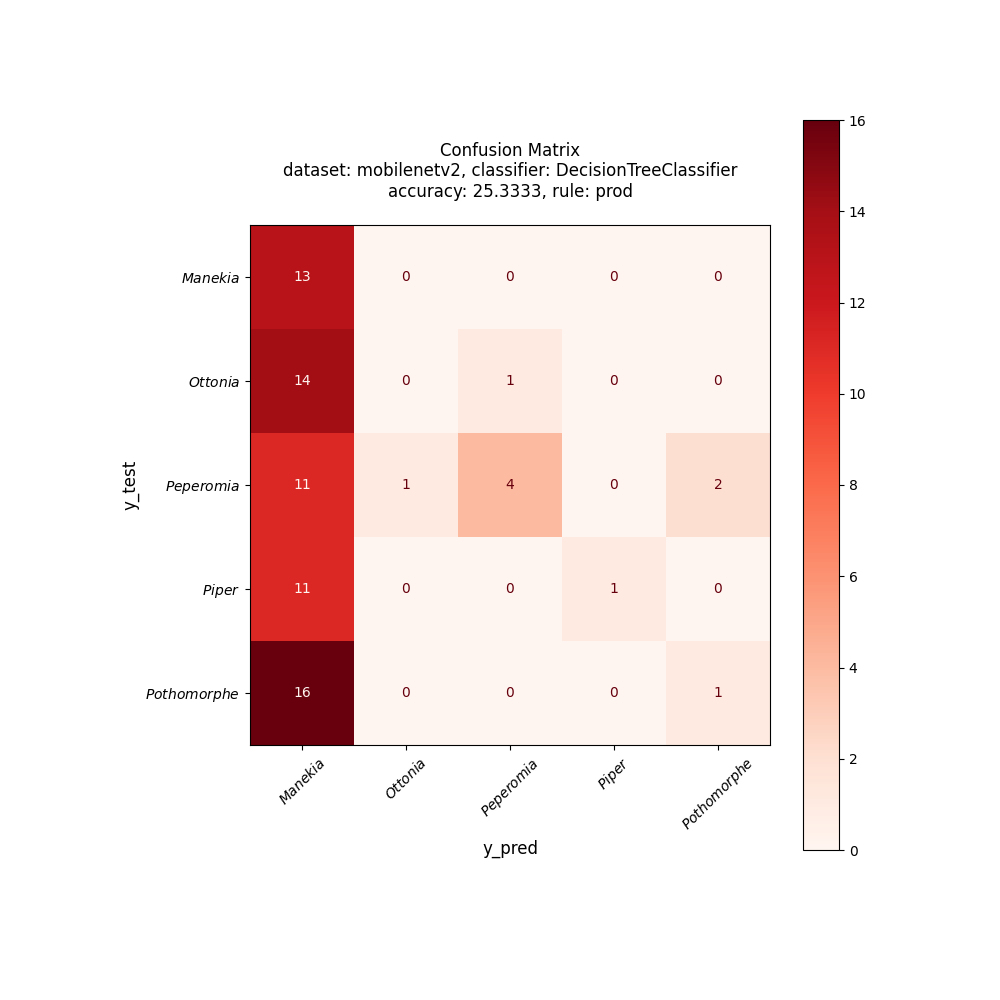 Confusion Matrix
dataset: mobilenetv2, classifier: DecisionTreeClassifier
accuracy: 25.3333, rule: prod
y_test
Manekia 13 0 0 0 0
Ottonia 14 0 1 0 0
Peperomia 11 1 4 0 2
Piper 11 0 0 1 0
Pothomorphe 16 0 0 0 1
Manekia Ottonia Peperomia Piper Pothomorphe
y_pred
16
14
12
10
8
6
4
2
0